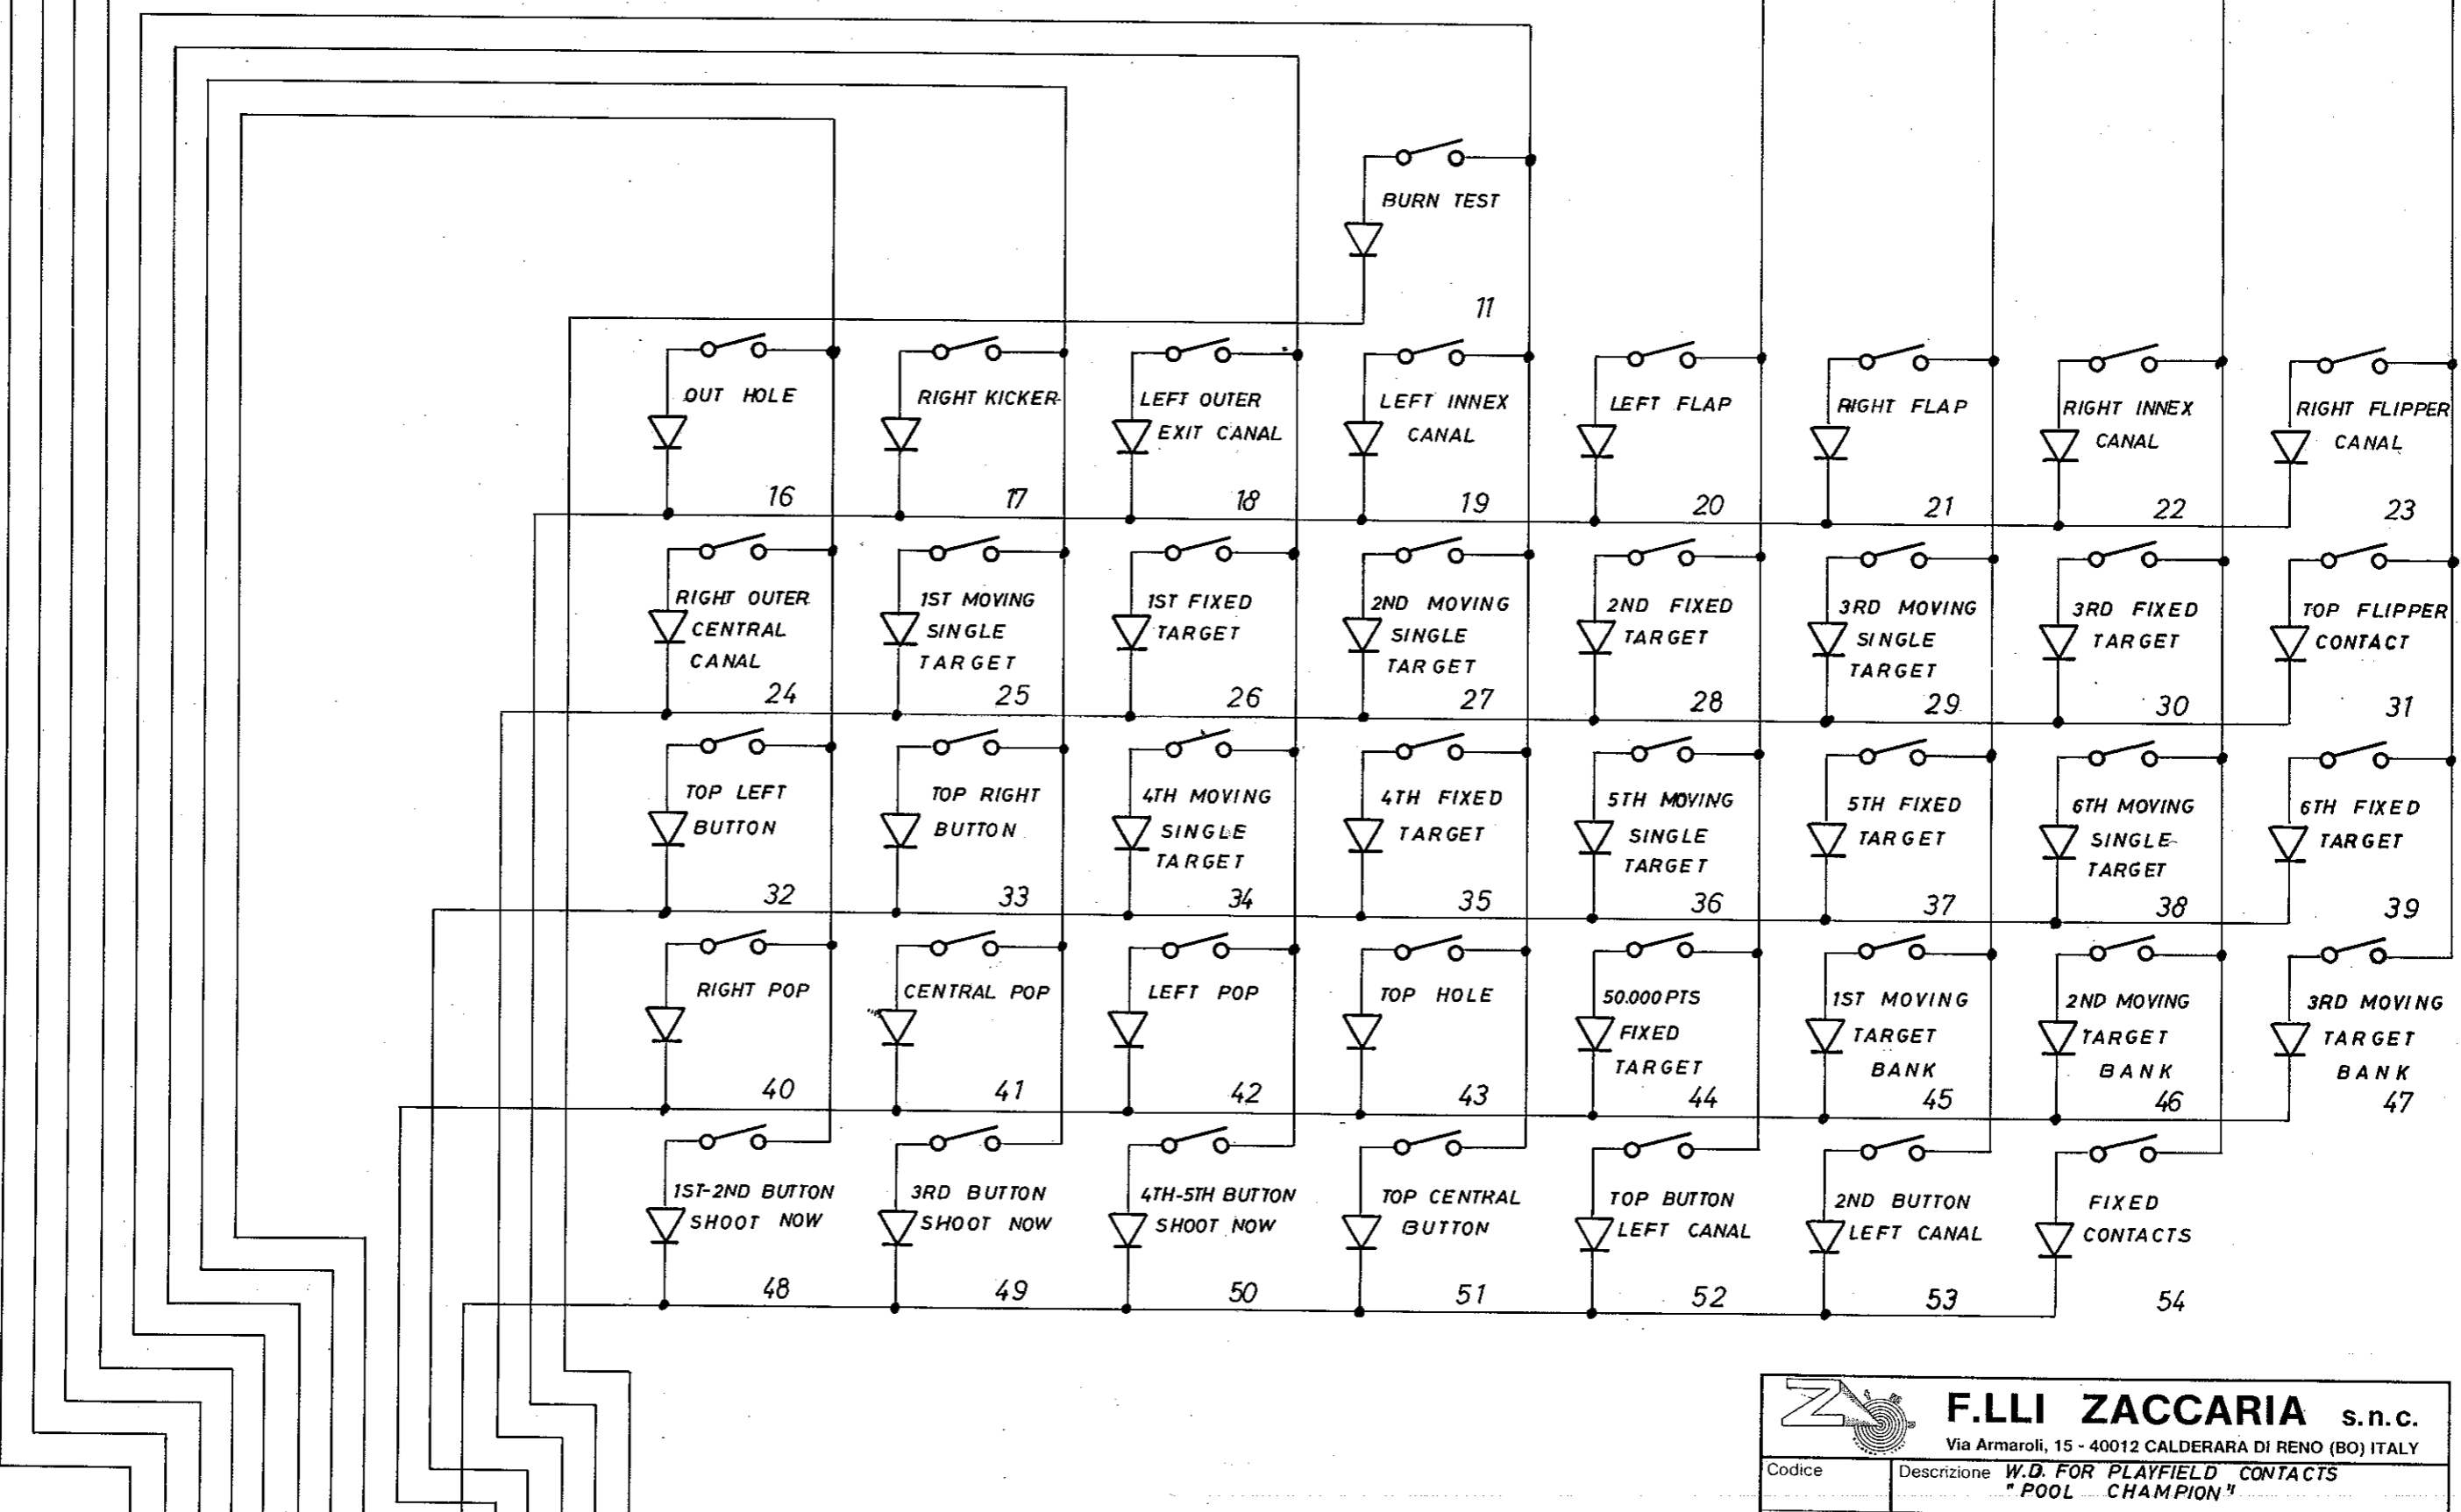 BURN TEST
11
OUT HOLE
16
RIGHT KICKER
17
LEFT OUTER
EXIT CANAL
18
LEFT INNEX
CANAL
19
LEFT FLAP
20
RIGHT FLAP
21
RIGHT INNEX
CANAL
22
RIGHT FLIPPER
CANAL
23
RIGHT OUTER
CENTRAL
CANAL
24
1ST MOVING
SINGLE
TARGET
25
1ST FIXED
TARGET
26
2ND MOVING
SINGLE
TARGET
27
2ND FIXED
TARGET
28
3RD MOVING
SINGLE
TARGET
29
3RD FIXED
TARGET
30
TOP FLIPPER
CONTACT
31
TOP LEFT
BUTTON
32
TOP RIGHT
BUTTON
33
4TH MOVING
SINGLE
TARGET
34
4TH FIXED
TARGET
35
5TH MOVING
SINGLE
TARGET
36
5TH FIXED
TARGET
37
6TH MOVING
SINGLE
TARGET
38
6TH FIXED
TARGET
39
RIGHT POP
40
CENTRAL POP
41
LEFT POP
42
TOP HOLE
43
50.000 PTS
FIXED
TARGET
44
1ST MOVING
TARGET
BANK
45
2ND MOVING
TARGET
BANK
46
3RD MOVING
TARGET
BANK
47
1ST-2ND BUTTON
SHOOT NOW
48
3RD BUTTON
SHOOT NOW
49
4TH-5TH BUTTON
SHOOT NOW
50
TOP CENTRAL
BUTTON
51
TOP BUTTON
LEFT CANAL
52
2ND BUTTON
LEFT CANAL
53
FIXED
CONTACTS
54
Z
F.LLI ZACCARIA s.n.c.
Via Armaroli, 15 - 40012 CALDERARA DI RENO (BO) ITALY
Codice
Descrizione W.D. FOR PLAYFIELD CONTACTS
"POOL CHAMPION"